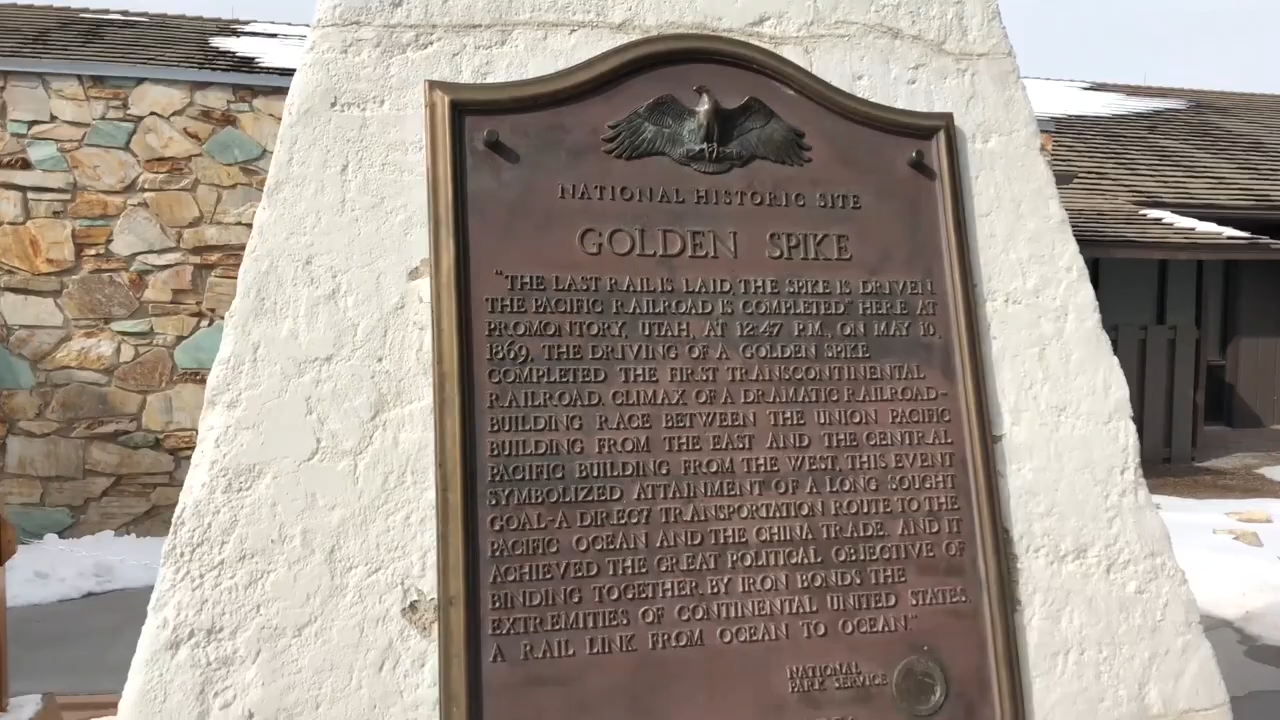 NATIONAL HISTORIC SITE
GOLDEN SPIKE
"THE LAST RAIL IS LAID, THE SPIKE IS DRIVEN,
THE PACIFIC RAILROAD IS COMPLETED." HERE AT
PROMONTORY, UTAH, AT 12:47 P.M., ON MAY 10,
1869, THE DRIVING OF A GOLDEN SPIKE
COMPLETED THE FIRST TRANSCONTINENTAL
RAILROAD. CLIMAX OF A DRAMATIC RAILROAD-
BUILDING RACE BETWEEN THE UNION PACIFIC
BUILDING FROM THE EAST AND THE CENTRAL
PACIFIC BUILDING FROM THE WEST, THIS EVENT
SYMBOLIZED ATTAINMENT OF A LONG SOUGHT
GOAL-A DIRECT TRANSPORTATION ROUTE TO THE
PACIFIC OCEAN AND THE CHINA TRADE. AND IT
ACHIEVED THE GREAT POLITICAL OBJECTIVE OF
BINDING TOGETHER BY IRON BONDS THE
EXTREMITIES OF CONTINENTAL UNITED STATES.
A RAIL LINK FROM OCEAN TO OCEAN."
NATIONAL
PARK SERVICE